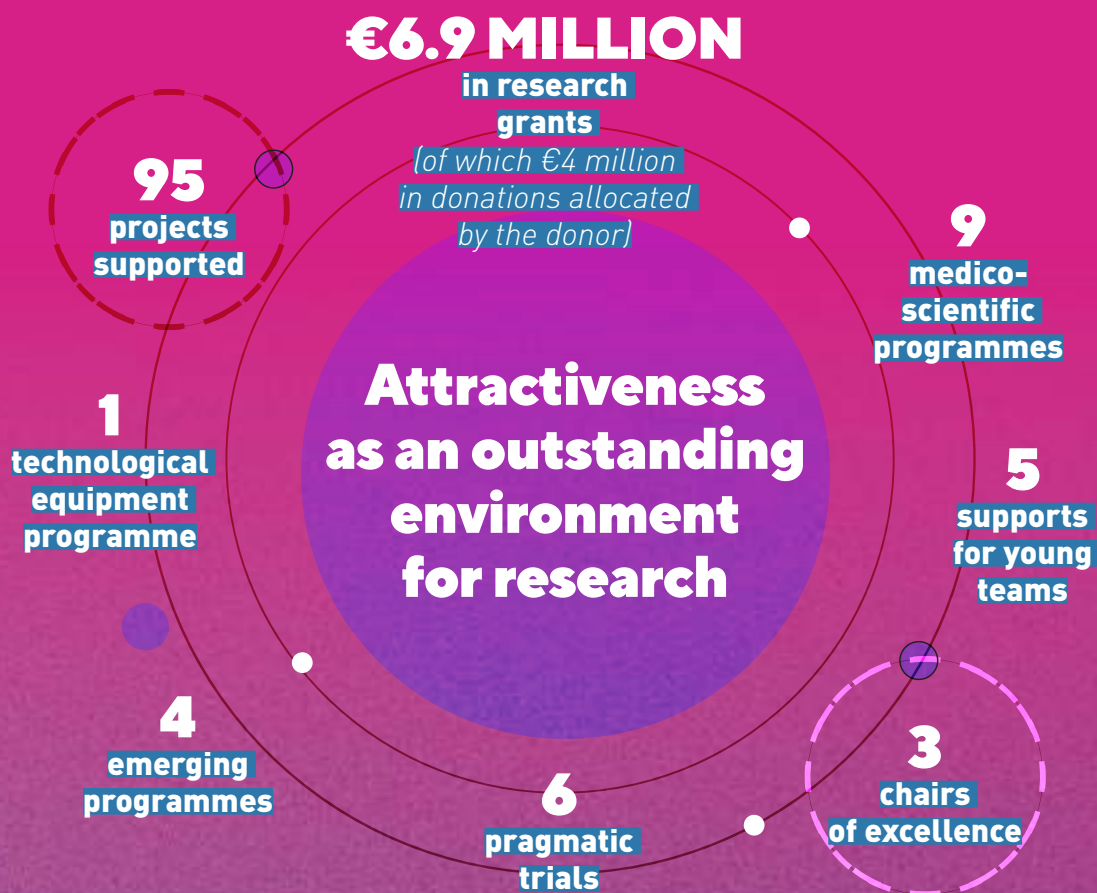 €6.9 MILLION
in research
grants
(of which €4 million
in donations allocated
by the donor)
95
projects
supported
9
medico-
scientific
programmes
Attractiveness
as an outstanding
environment
for research
1
technological
equipment
programme
5
supports
for young
teams
4
emerging
programmes
6
pragmatic
trials
3
chairs
of excellence